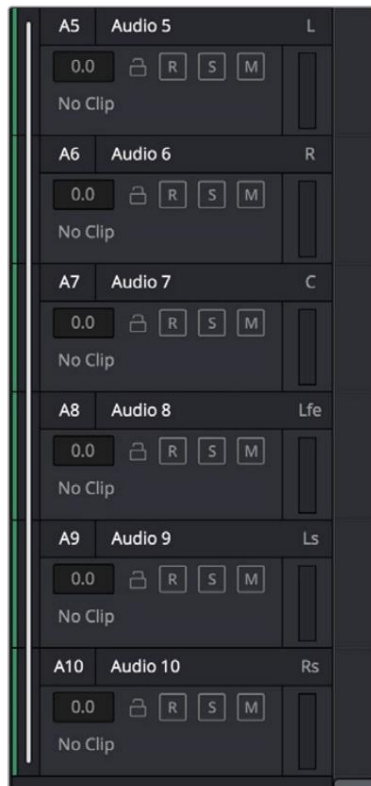 A5 Audio 5 L
0.0 R S M
No Clip
A6 Audio 6 R
0.0 R S M
No Clip
A7 Audio 7 C
0.0 R S M
No Clip
A8 Audio 8 Lfe
0.0 R S M
No Clip
A9 Audio 9 Ls
0.0 R S M
No Clip
A10 Audio 10 Rs
0.0 R S M
No Clip